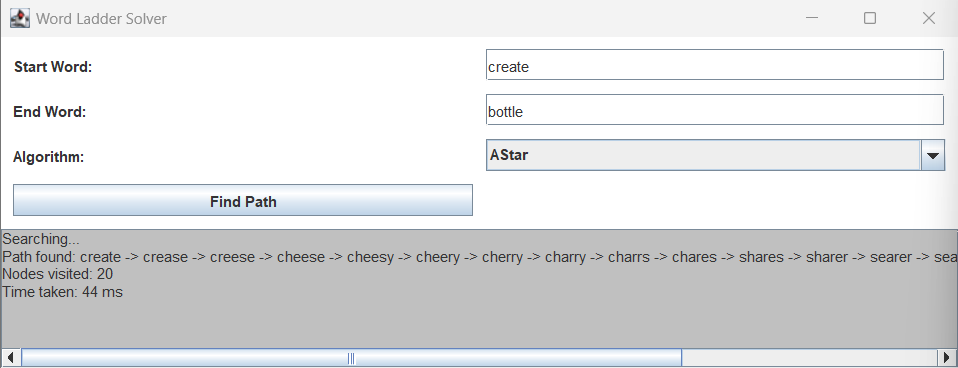 Word Ladder Solver
Start Word: create
End Word: bottle
Algorithm: AStar
Find Path
Searching...
Path found: create -> crease -> creese -> cheese -> cheesy -> cheery -> cherry -> charry -> charrs -> chares -> shares -> sharer -> searer -> sea
Nodes visited: 20
Time taken: 44 ms